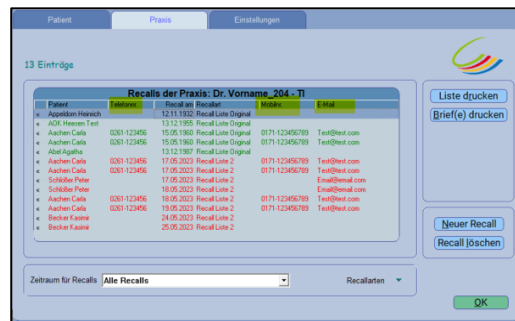 Patient Praxis Einstellungen
13 Einträge
Recalls der Praxis: Dr. Vorname_204 - TI
Patient Telefonnr. Recall am Recallart Mobilnr. E-Mail
« Appeldorn Heinrich 12.11.1932 Recall Liste Original
« AOK Heesen Test 13.12.1955 Recall Liste Original
« Aachen Carla 0261-123456 15.05.1960 Recall Liste Original 0171-123456789 Test@test.com
« Aachen Carla 0261-123456 15.06.1960 Recall Liste Original 0171-123456789 Test@test.com
« Abel Agatha 13.12.1987 Recall Liste Original
« Aachen Carla 0261-123456 17.05.2023 Recall Liste 2 0171-123456789 Test@test.com
« Aachen Carla 0261-123456 17.05.2023 Recall Liste 2 0171-123456789 Test@test.com
« Schlößer Peter 17.05.2023 Recall Liste 2 Email@email.com
« Schlößer Peter 18.05.2023 Recall Liste 2 Email@email.com
« Aachen Carla 0261-123456 18.05.2023 Recall Liste 2 0171-123456789 Test@test.com
« Aachen Carla 0261-123456 19.05.2023 Recall Liste 2 0171-123456789 Test@test.com
« Becker Kasimir 24.05.2023 Recall Liste 2
« Becker Kasimir 25.05.2023 Recall Liste 2
Liste drucken
Brief(e) drucken
Neuer Recall
Recall löschen
Zeitraum für Recalls Alle Recalls Recallarten
OK